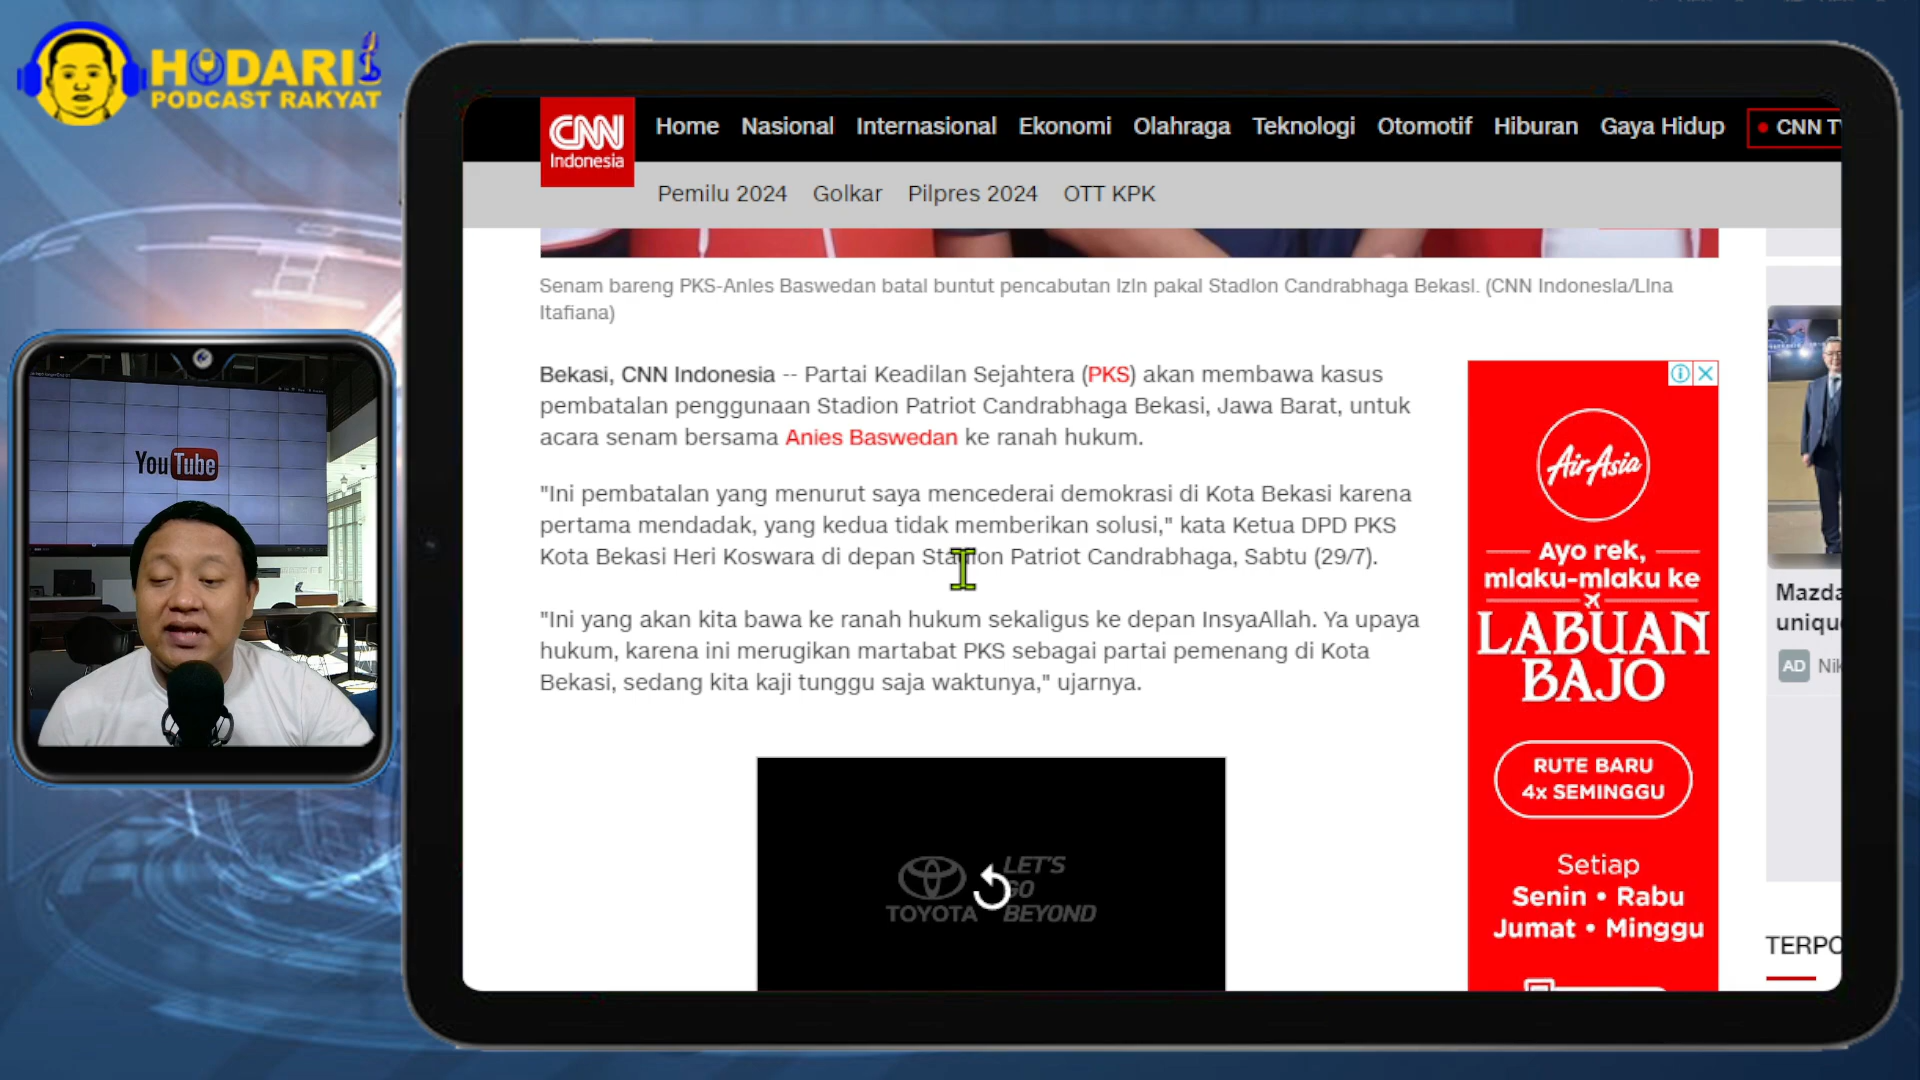 HODARI
PODCAST RAKYAT
CNN
Indonesia
Home Nasional Internasional Ekonomi Olahraga Teknologi Otomotif Hiburan Gaya Hidup CNN
Pemilu 2024 Golkar Pilpres 2024 OTT KPK
Senam bareng PKS-Anies Baswedan batal buntut pencabutan izin pakai Stadion Candrabhaga Bekasi. (CNN Indonesia/Lina
Itafiana)
Bekasi, CNN Indonesia -- Partai Keadilan Sejahtera (PKS) akan membawa kasus
pembatalan penggunaan Stadion Patriot Candrabhaga Bekasi, Jawa Barat, untuk
acara senam bersama Anies Baswedan ke ranah hukum.
"Ini pembatalan yang menurut saya mencederai demokrasi di Kota Bekasi karena
pertama mendadak, yang kedua tidak memberikan solusi," kata Ketua DPD PKS
Kota Bekasi Heri Koswara di depan Stadion Patriot Candrabhaga, Sabtu (29/7).
"Ini yang akan kita bawa ke ranah hukum sekaligus ke depan InsyaAllah. Ya upaya
hukum, karena ini merugikan martabat PKS sebagai partai pemenang di Kota
Bekasi, sedang kita kaji tunggu saja waktunya," ujarnya.
TOYOTA
LET'S
GO
BEYOND
AirAsia
Ayo rek,
mlaku-mlaku ke
LABUAN
BAJO
RUTE BARU
4x SEMINGGU
Setiap
Senin • Rabu
Jumat • Minggu
Mazda
AD
YouTube